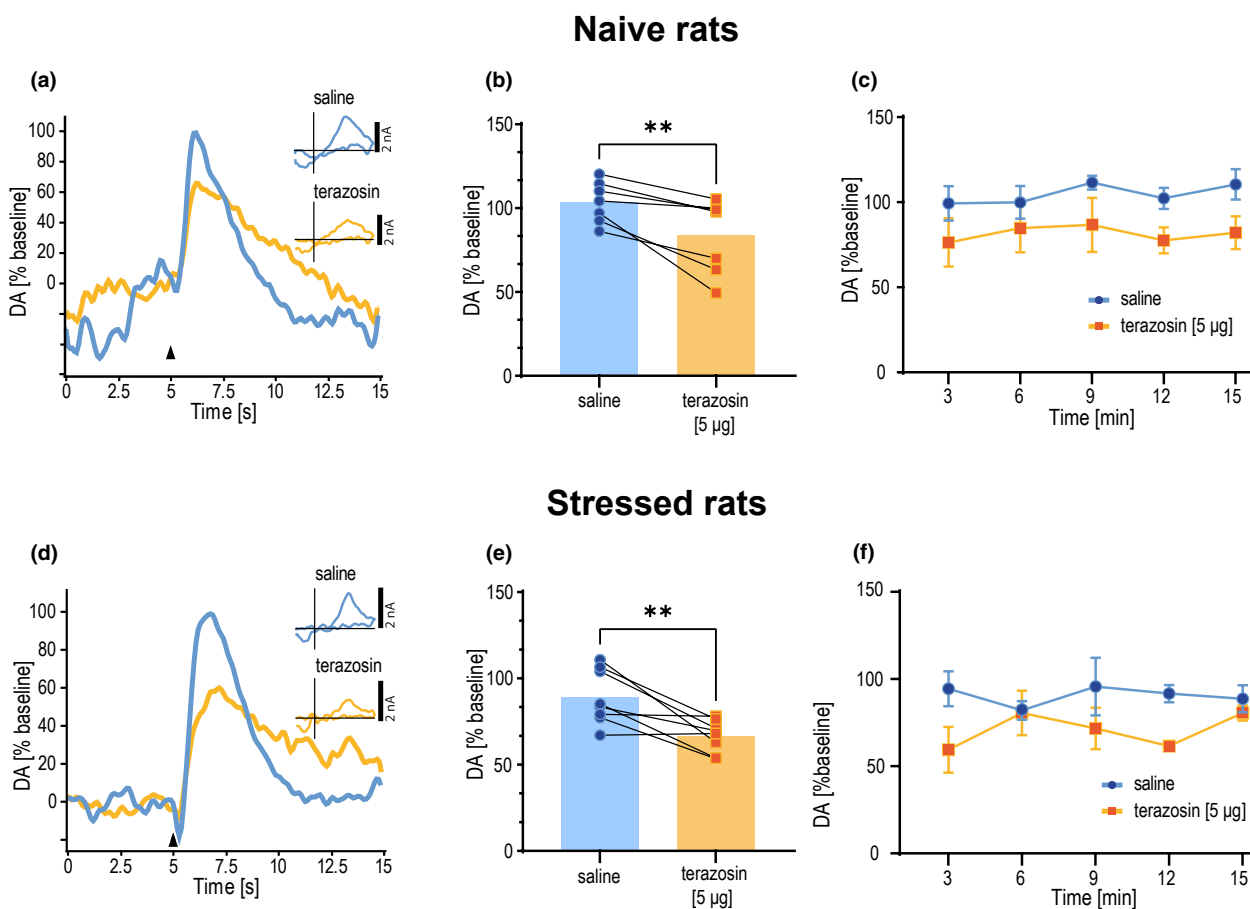 Naive rats
(a)
DA [% baseline]
100
80
60
40
20
0
0
2.5
5
7.5
10
12.5
15
Time [s]
saline
2 nA
terazosin
2 nA
(b)
DA [% baseline]
150
100
50
0
**
saline
terazosin
[5 µg]
(c)
DA [%baseline]
150
100
50
0
saline
terazosin [5 µg]
3
6
9
12
15
Time [min]
Stressed rats
(d)
DA [% baseline]
100
80
60
40
20
0
0
2.5
5
7.5
10
12.5
15
Time [s]
saline
2 nA
terazosin
2 nA
(e)
DA [% baseline]
150
100
50
0
**
saline
terazosin
[5 µg]
(f)
DA [%baseline]
150
100
50
0
saline
terazosin [5 µg]
3
6
9
12
15
Time [min]